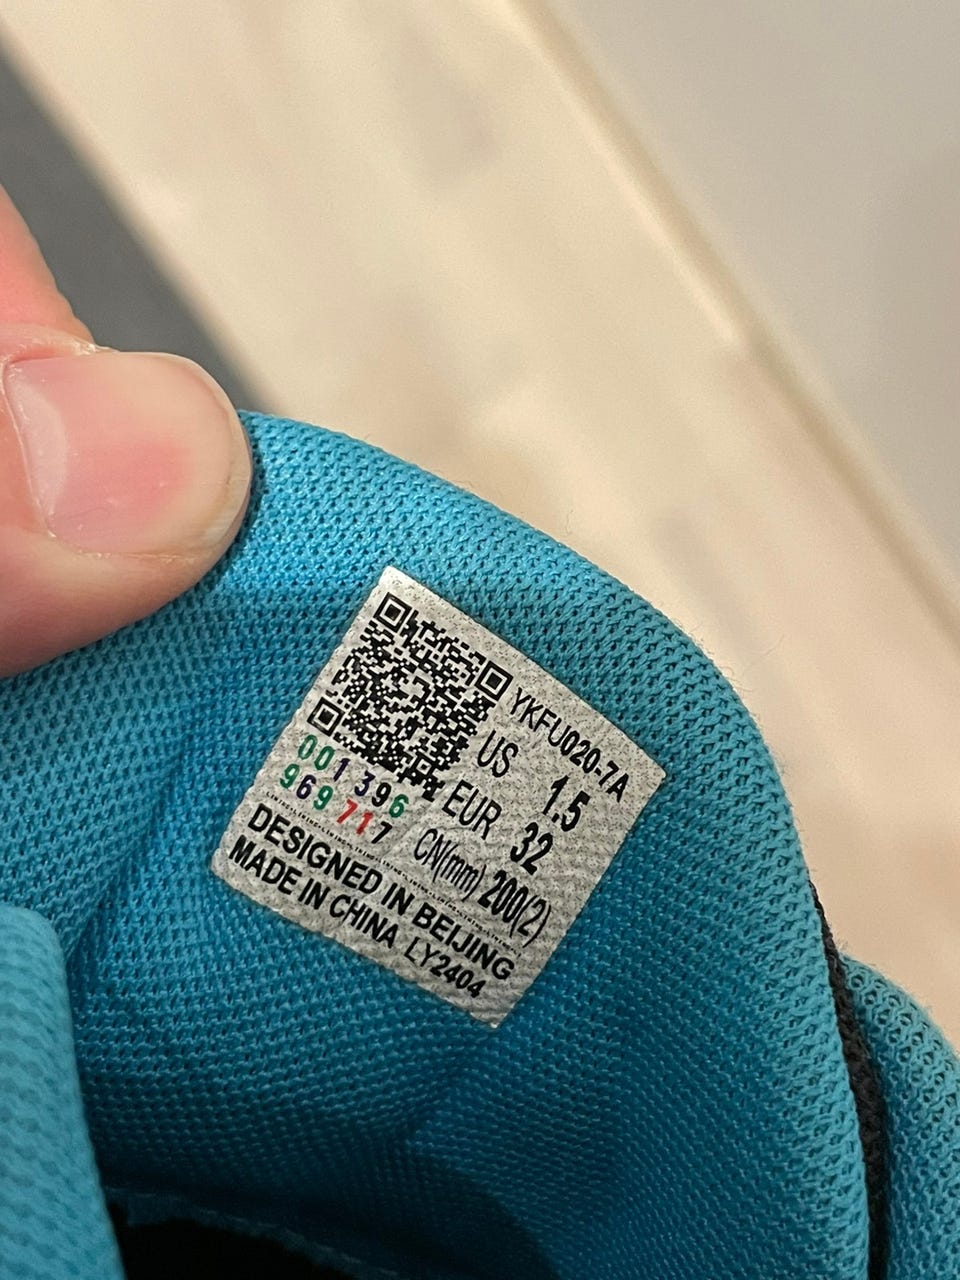 YKFU020-7A
US 1.5
EUR 32
CN(mm) 200(2)
001396
969717
DESIGNED IN BEIJING
MADE IN CHINA LY2404